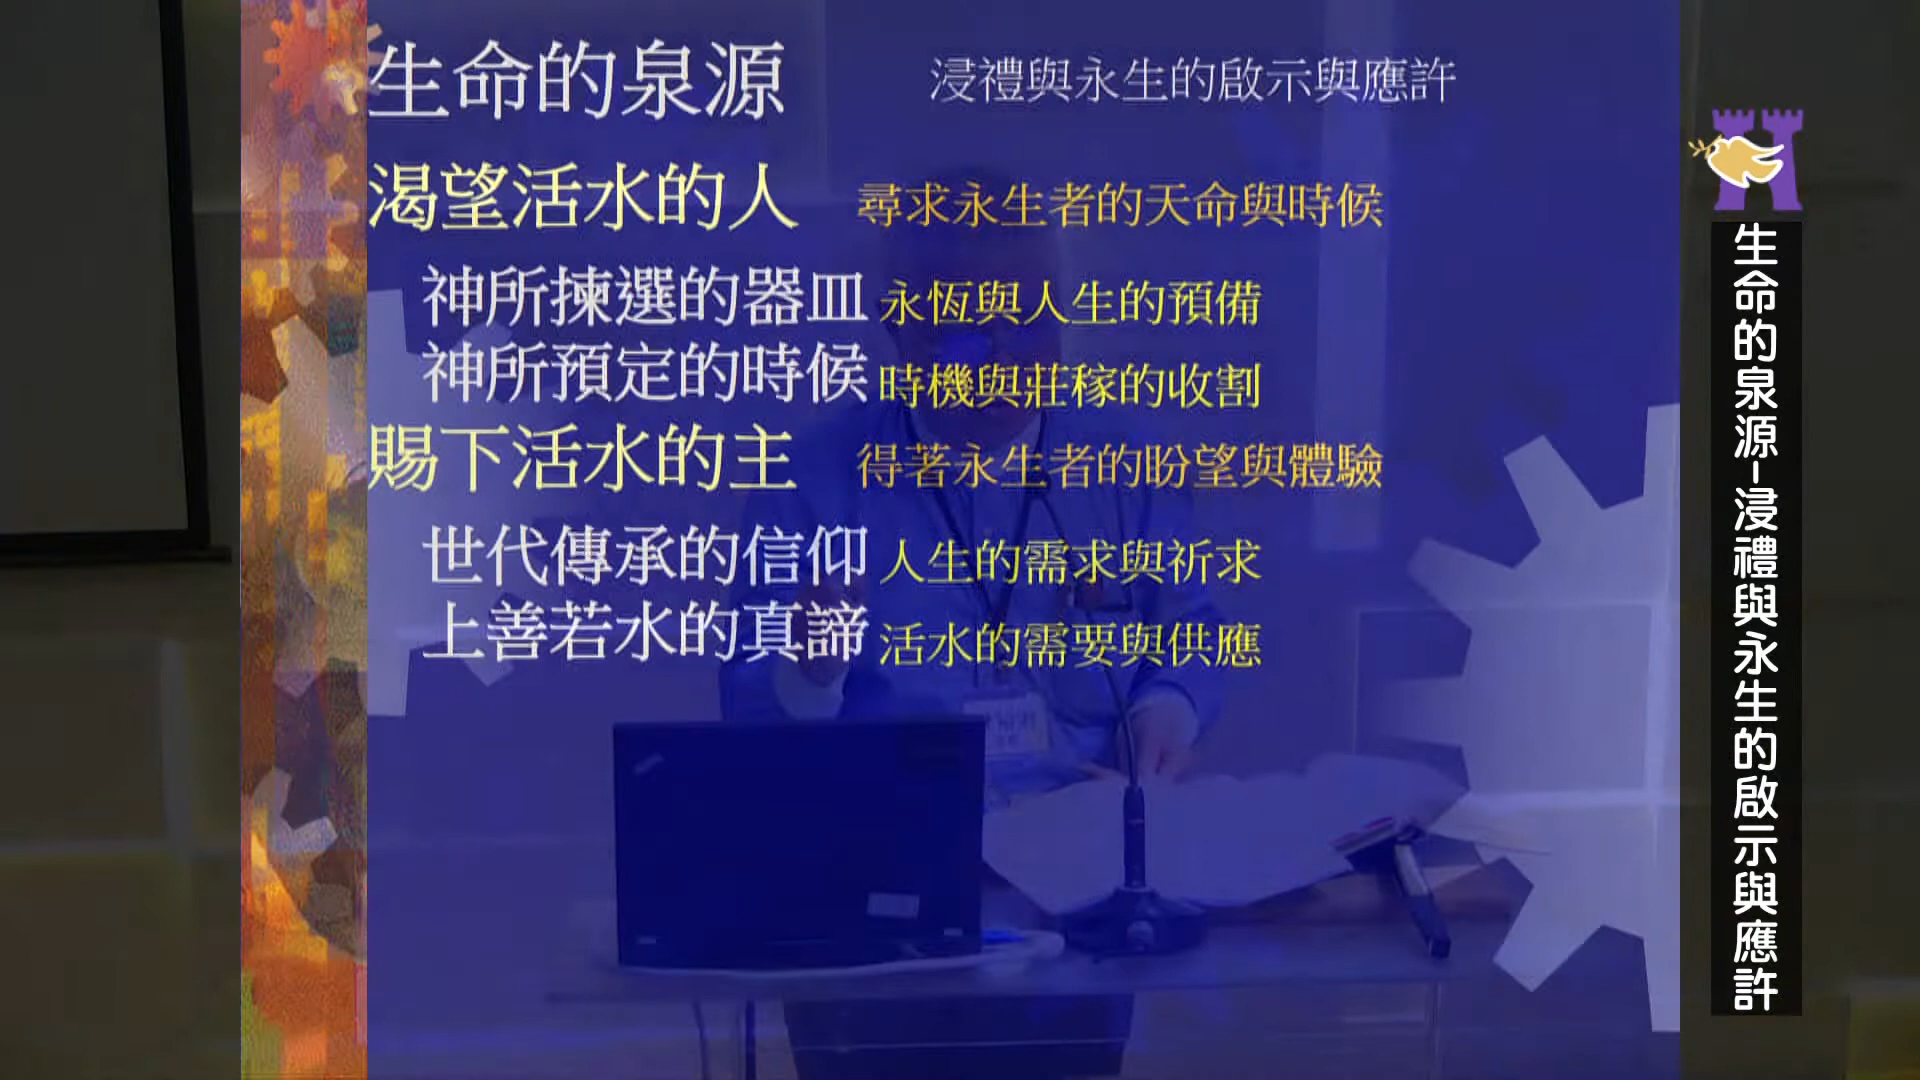 生命的泉源 浸禮與永生的啟示與應許
渴望活水的人 尋求永生者的天命與時候
神所揀選的器皿 永恆與人生的預備
神所預定的時候 時機與莊稼的收割
賜下活水的主 得著永生者的盼望與體驗
世代傳承的信仰 人生的需求與祈求
上善若水的真諦 活水的需要與供應
生命的泉源-浸禮與永生的啟示與應許